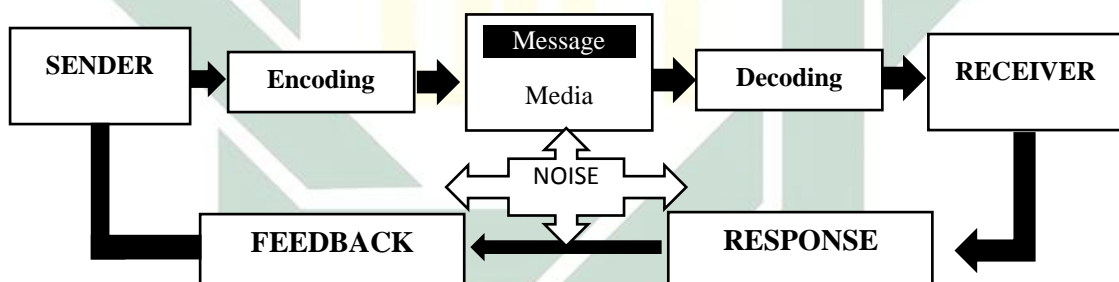 SENDER
Encoding
Message
Media
Decoding
RECEIVER
NOISE
FEEDBACK
RESPONSE